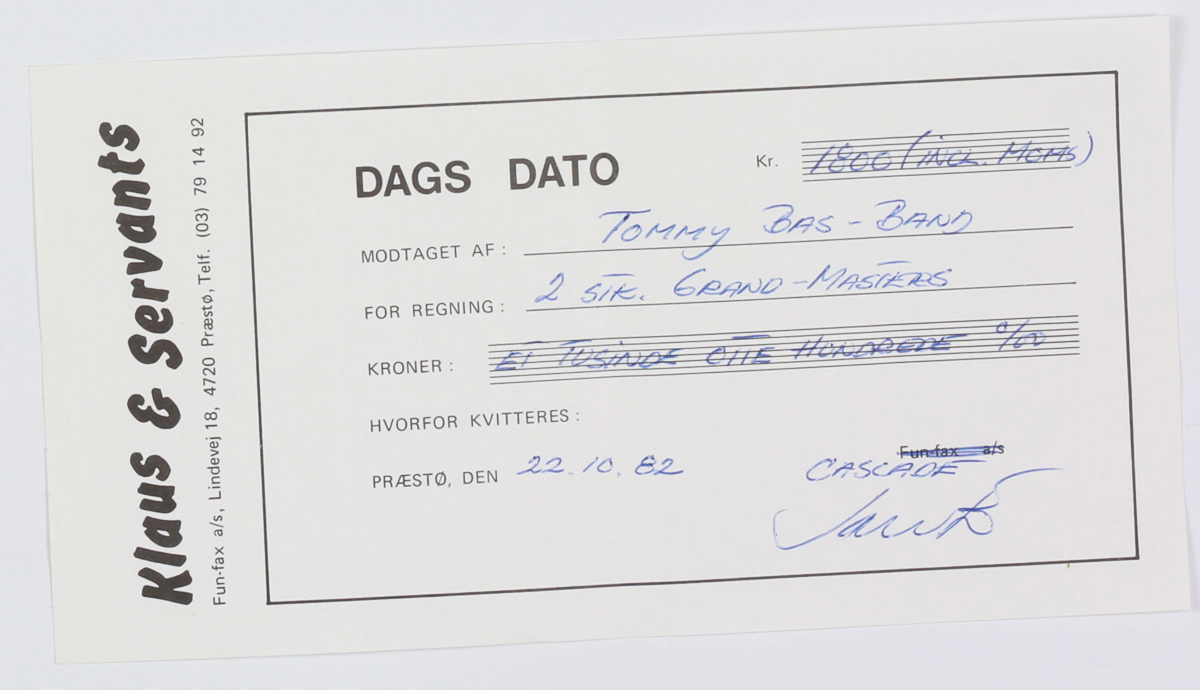 Klaus & Servants
Fun-fax a/s, Lindevej 18, 4720 Præstø, Telf. (03) 79 14 92
DAGS DATO
Kr. 1800 (INCL. MOMS)
MODTAGET AF: TOMMY BAS-BAND
FOR REGNING: 2 STK. GRAND-MASTERS
KRONER: ET TUSINDE OTTE HUNDREDE 0/00
HVORFOR KVITTERES:
PRÆSTØ, DEN 22.10.82
Fun-fax a/s
CASCADE